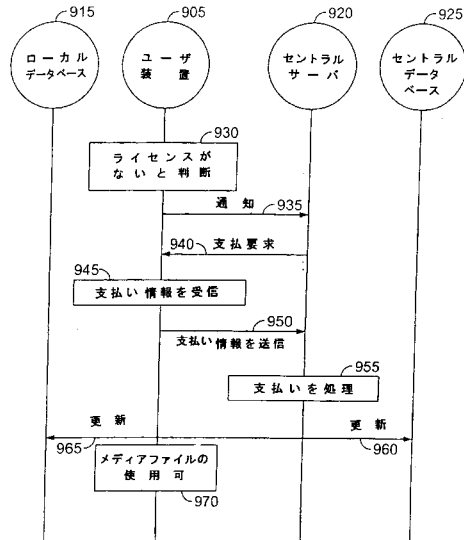 915
905
920
925
ローカル
データベース
ユーザ
装置
セントラル
サーバ
セントラル
データ
ベース
930
ライセンスが
ないと判断
通知
935
940
支払要求
945
支払い情報を受信
950
支払い情報を送信
955
支払いを処理
更新
更新
965
960
メディアファイルの
使用可
970